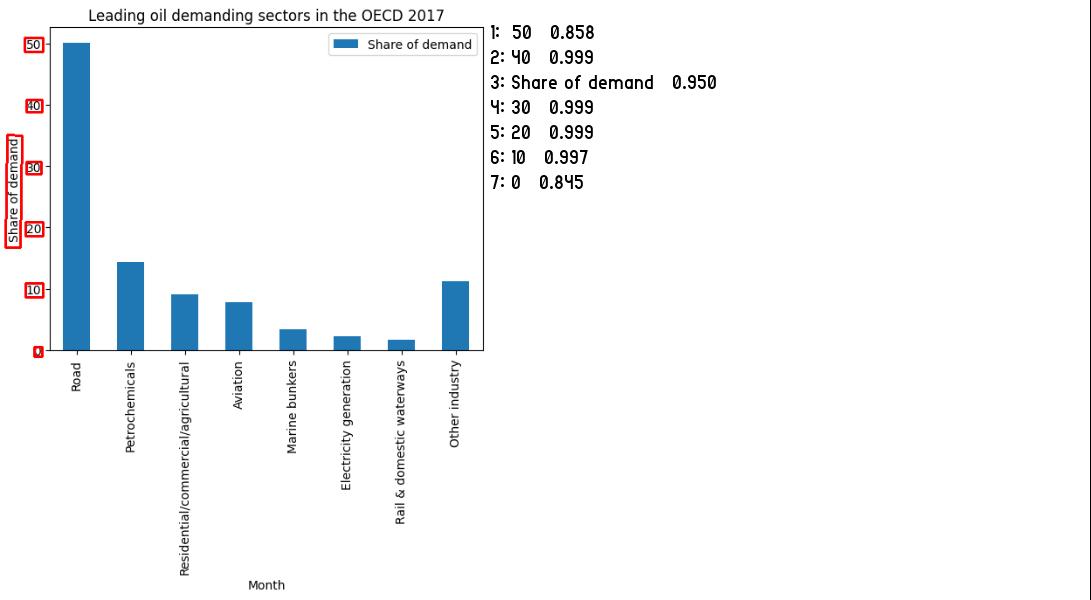 Leading oil demanding sectors in the OECD 2017
Share of demand
50
40
30
20
10
0
Share of demand
Road
Petrochemicals
Residential/commercial/agricultural
Aviation
Marine bunkers
Electricity generation
Rail & domestic waterways
Other industry
Month
1: 50 0.858
2: 40 0.999
3: Share of demand 0.950
4: 30 0.999
5: 20 0.999
6: 10 0.997
7: 0 0.845